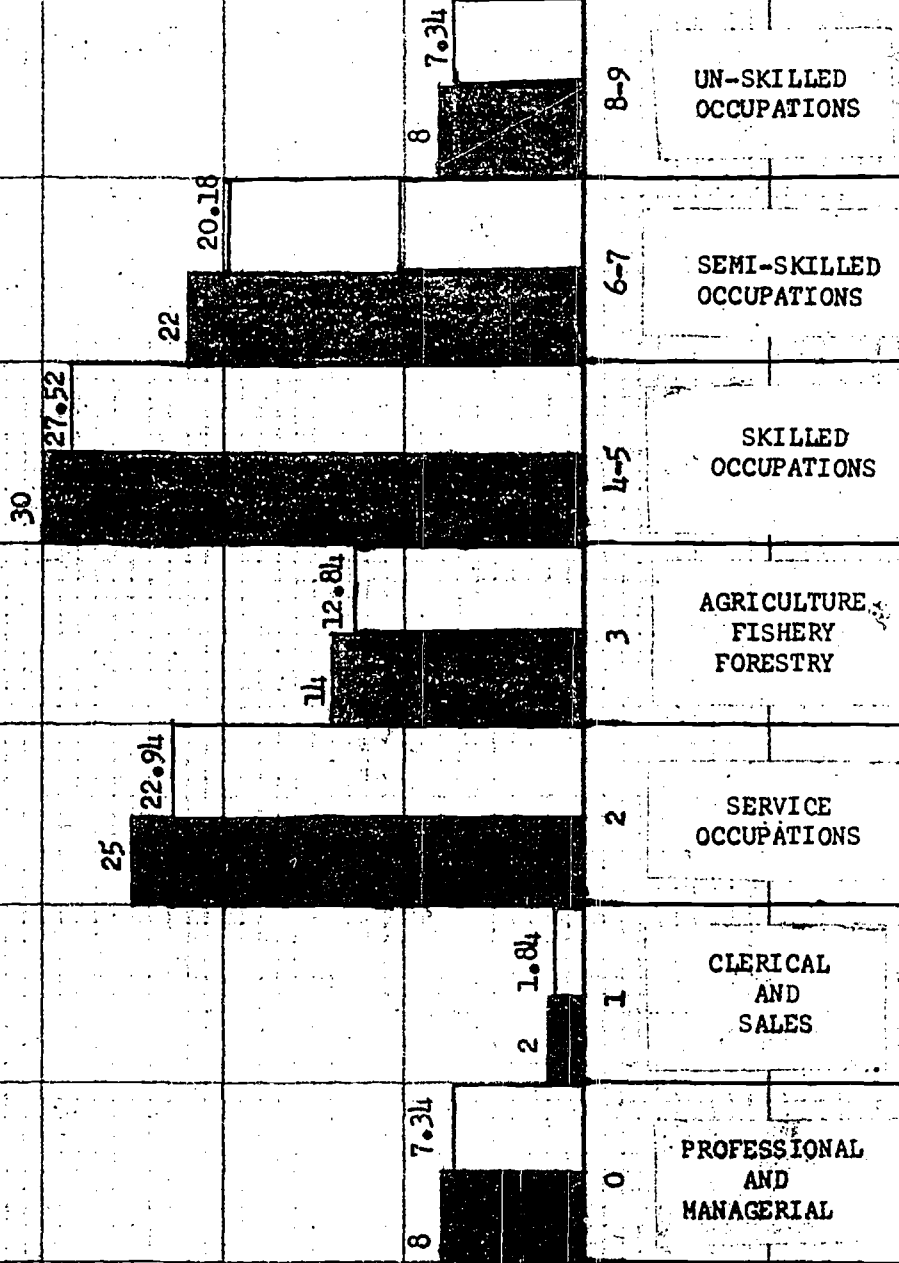 7.34
8
8-9
UN-SKILLED
OCCUPATIONS
20.18
22
6-7
SEMI-SKILLED
OCCUPATIONS
27.52
30
4-5
SKILLED
OCCUPATIONS
12.84
14
3
AGRICULTURE
FISHERY
FORESTRY
22.94
25
2
SERVICE
OCCUPATIONS
1.84
2
1
CLERICAL
AND
SALES
7.34
8
0
PROFESSIONAL
AND
MANAGERIAL